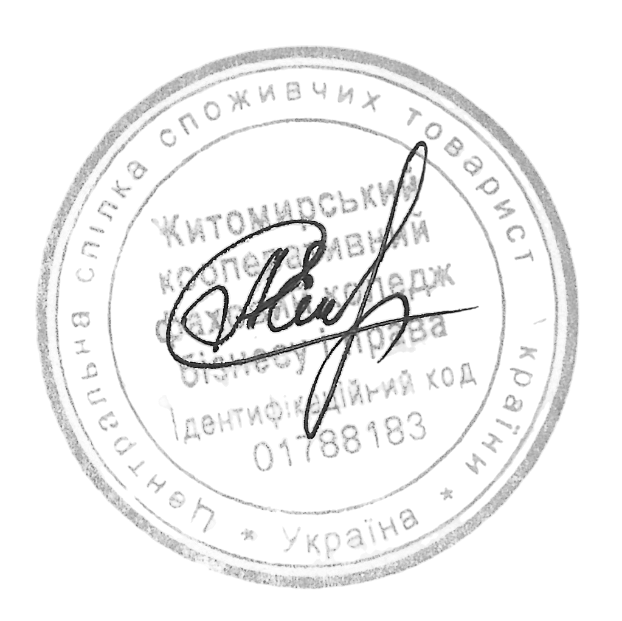 Центральна спілка споживчих товарист країни
* Україна *
Житомирський
кооперативний
фаховий коледж
бізнесу і права
Ідентифікаційний код
01788183